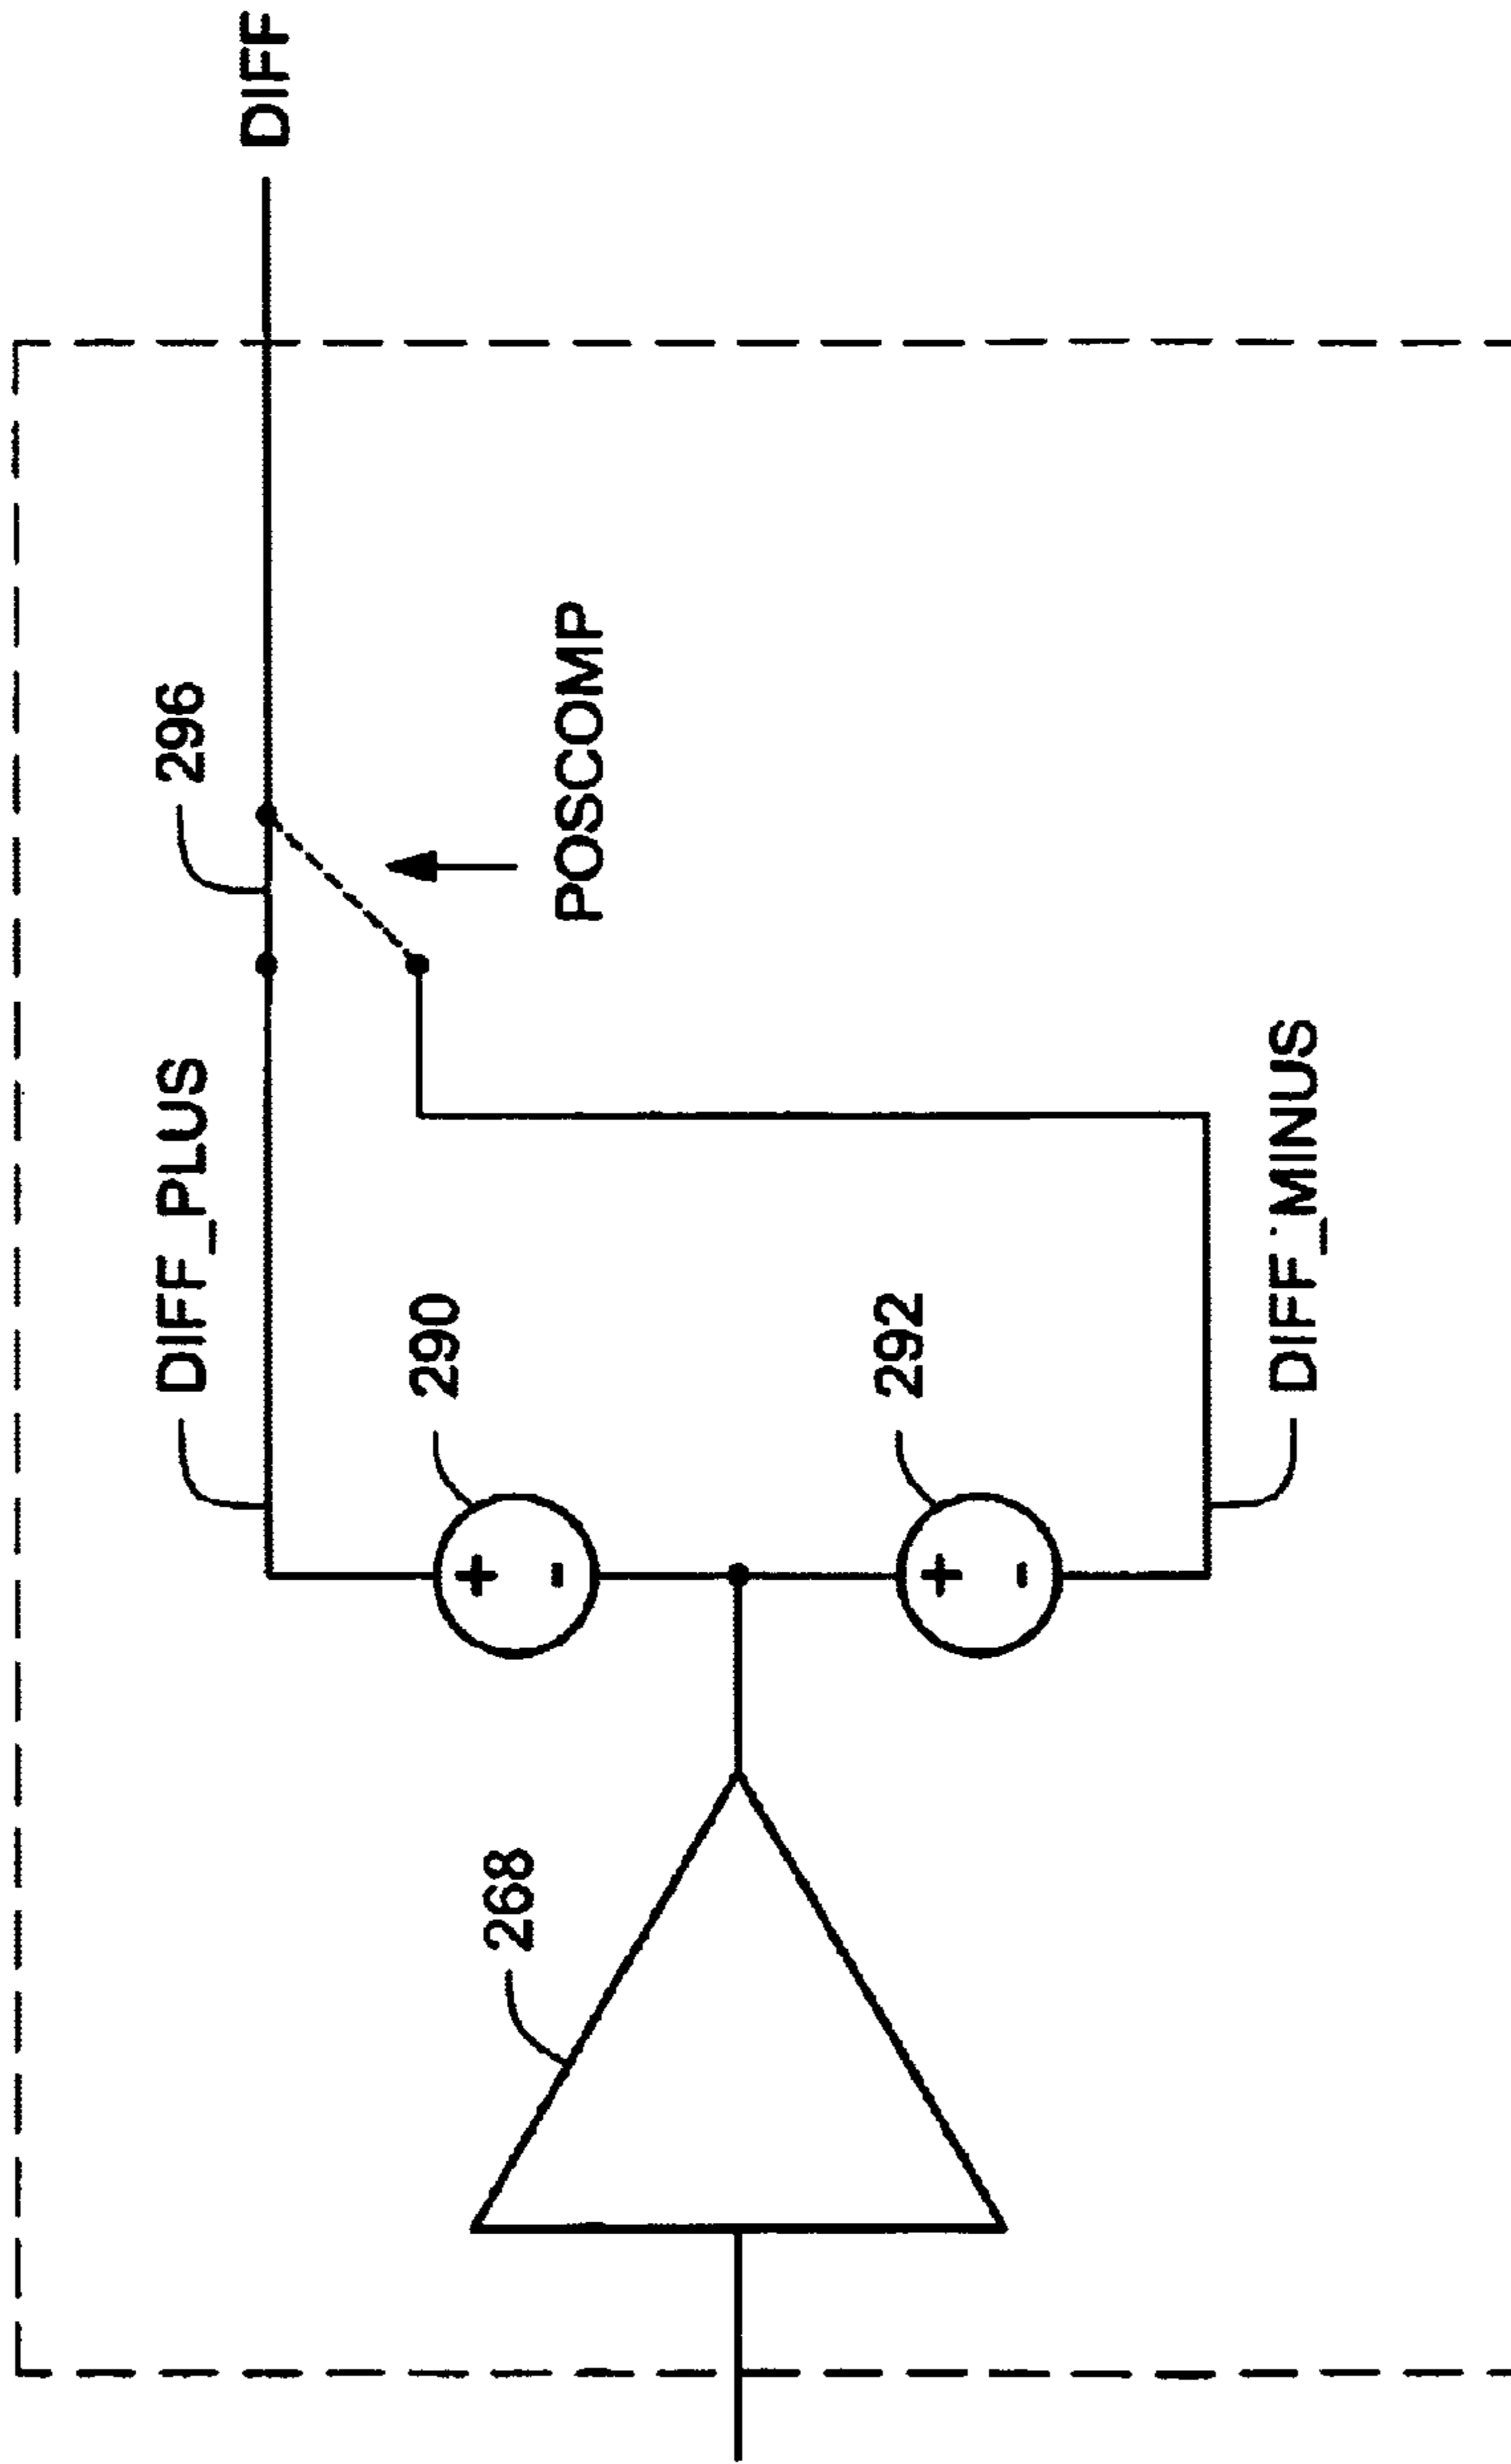 DIFF
296
POSCOMP
DIFF_PLUS
290
292
DIFF_MINUS
268
+
-
+
-